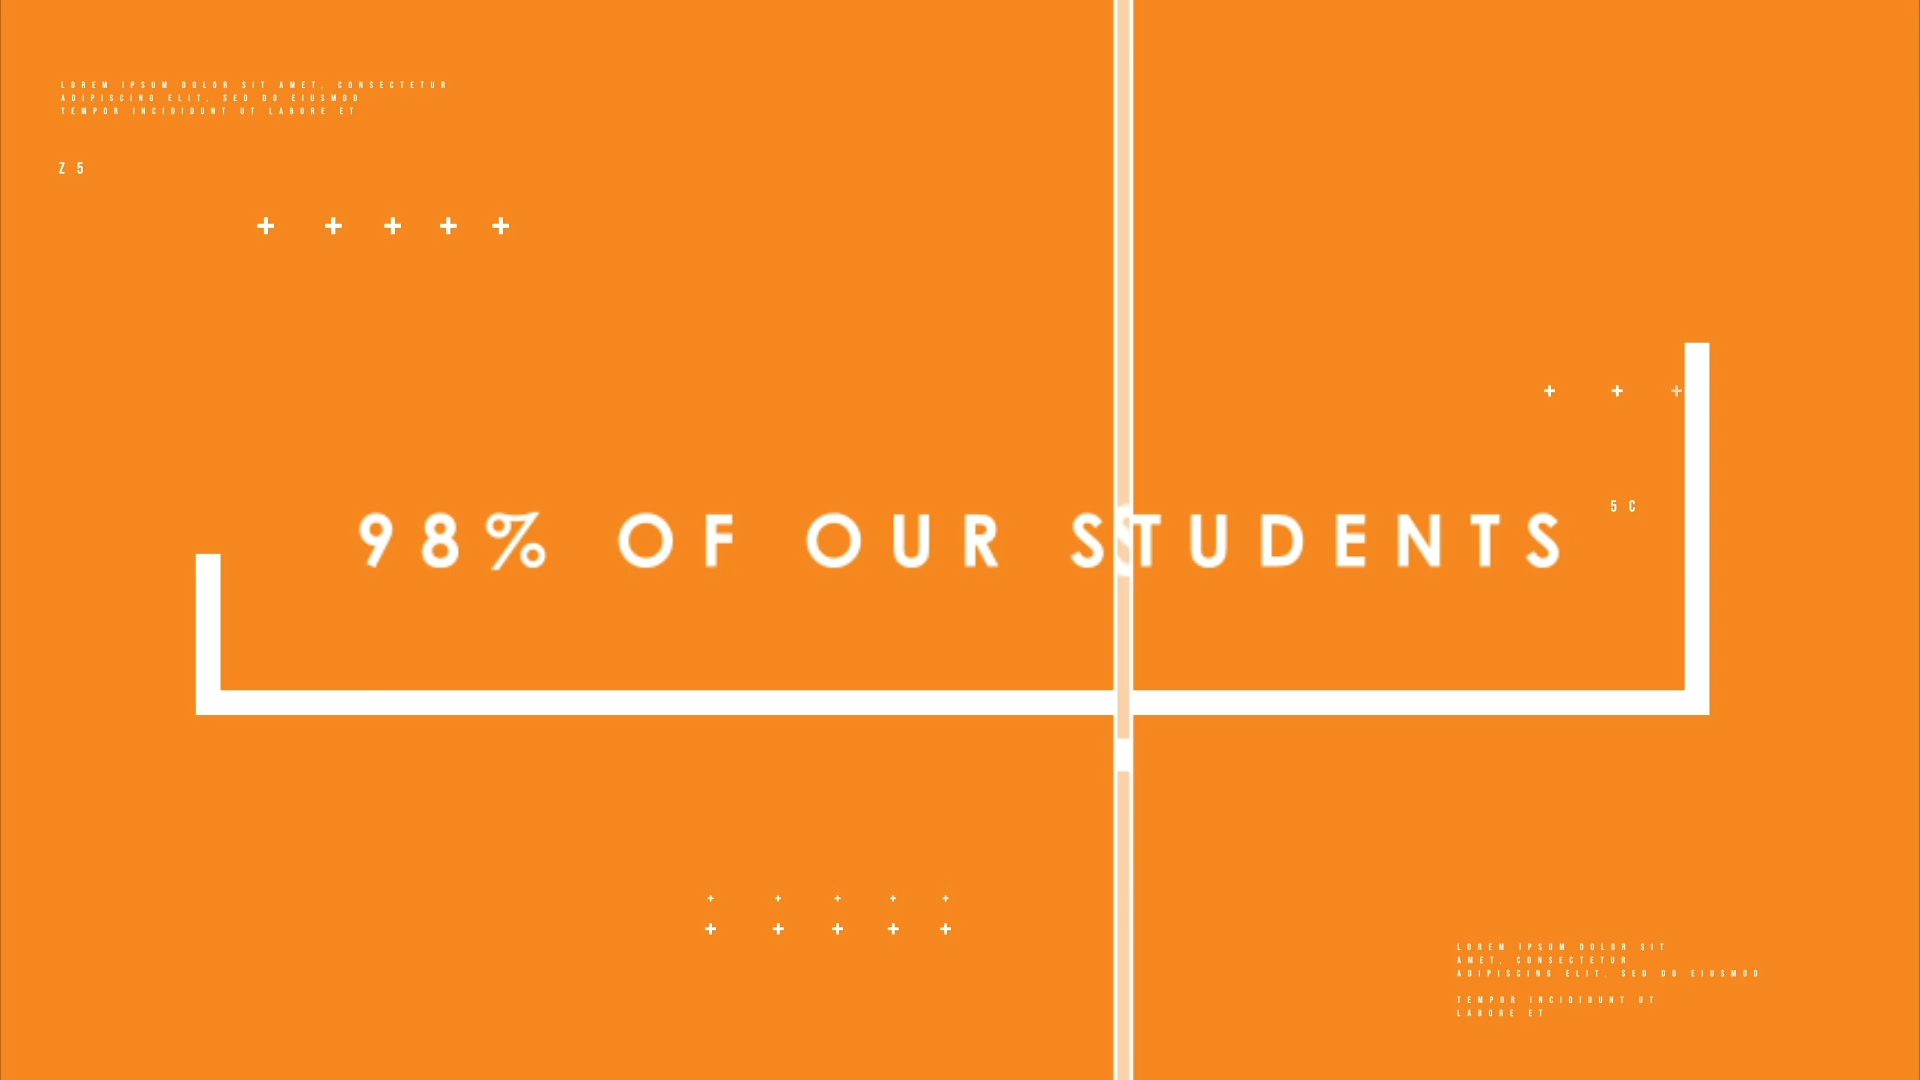 LOREM IPSUM DOLOR SIT AMET, CONSECTETUR
ADIPISCING ELIT, SED DO EIUSMOD
TEMPOR INCIDIDUNT UT LABORE ET
Z 5
5 C
98% OF OUR STUDENTS
LOREM IPSUM DOLOR SIT
AMET, CONSECTETUR
ADIPISCING ELIT, SED DO EIUSMOD
TEMPOR INCIDIDUNT UT
LABORE ET